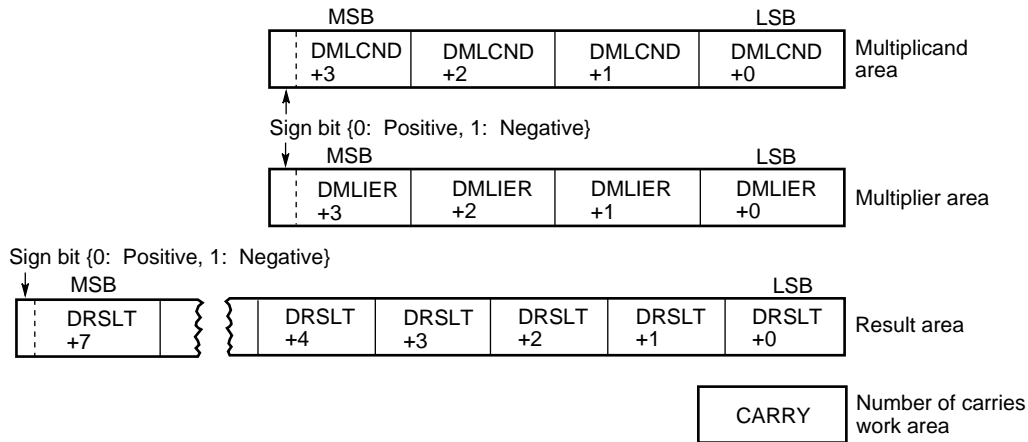 MSB LSB
DMLCND DMLCND DMLCND DMLCND Multiplicand
+3 +2 +1 +0 area
Sign bit {0: Positive, 1: Negative}
MSB LSB
DMLIER DMLIER DMLIER DMLIER Multiplier area
+3 +2 +1 +0
Sign bit {0: Positive, 1: Negative}
MSB LSB
DRSLT DRSLT DRSLT DRSLT DRSLT DRSLT Result area
+7 +4 +3 +2 +1 +0
CARRY Number of carries
work area